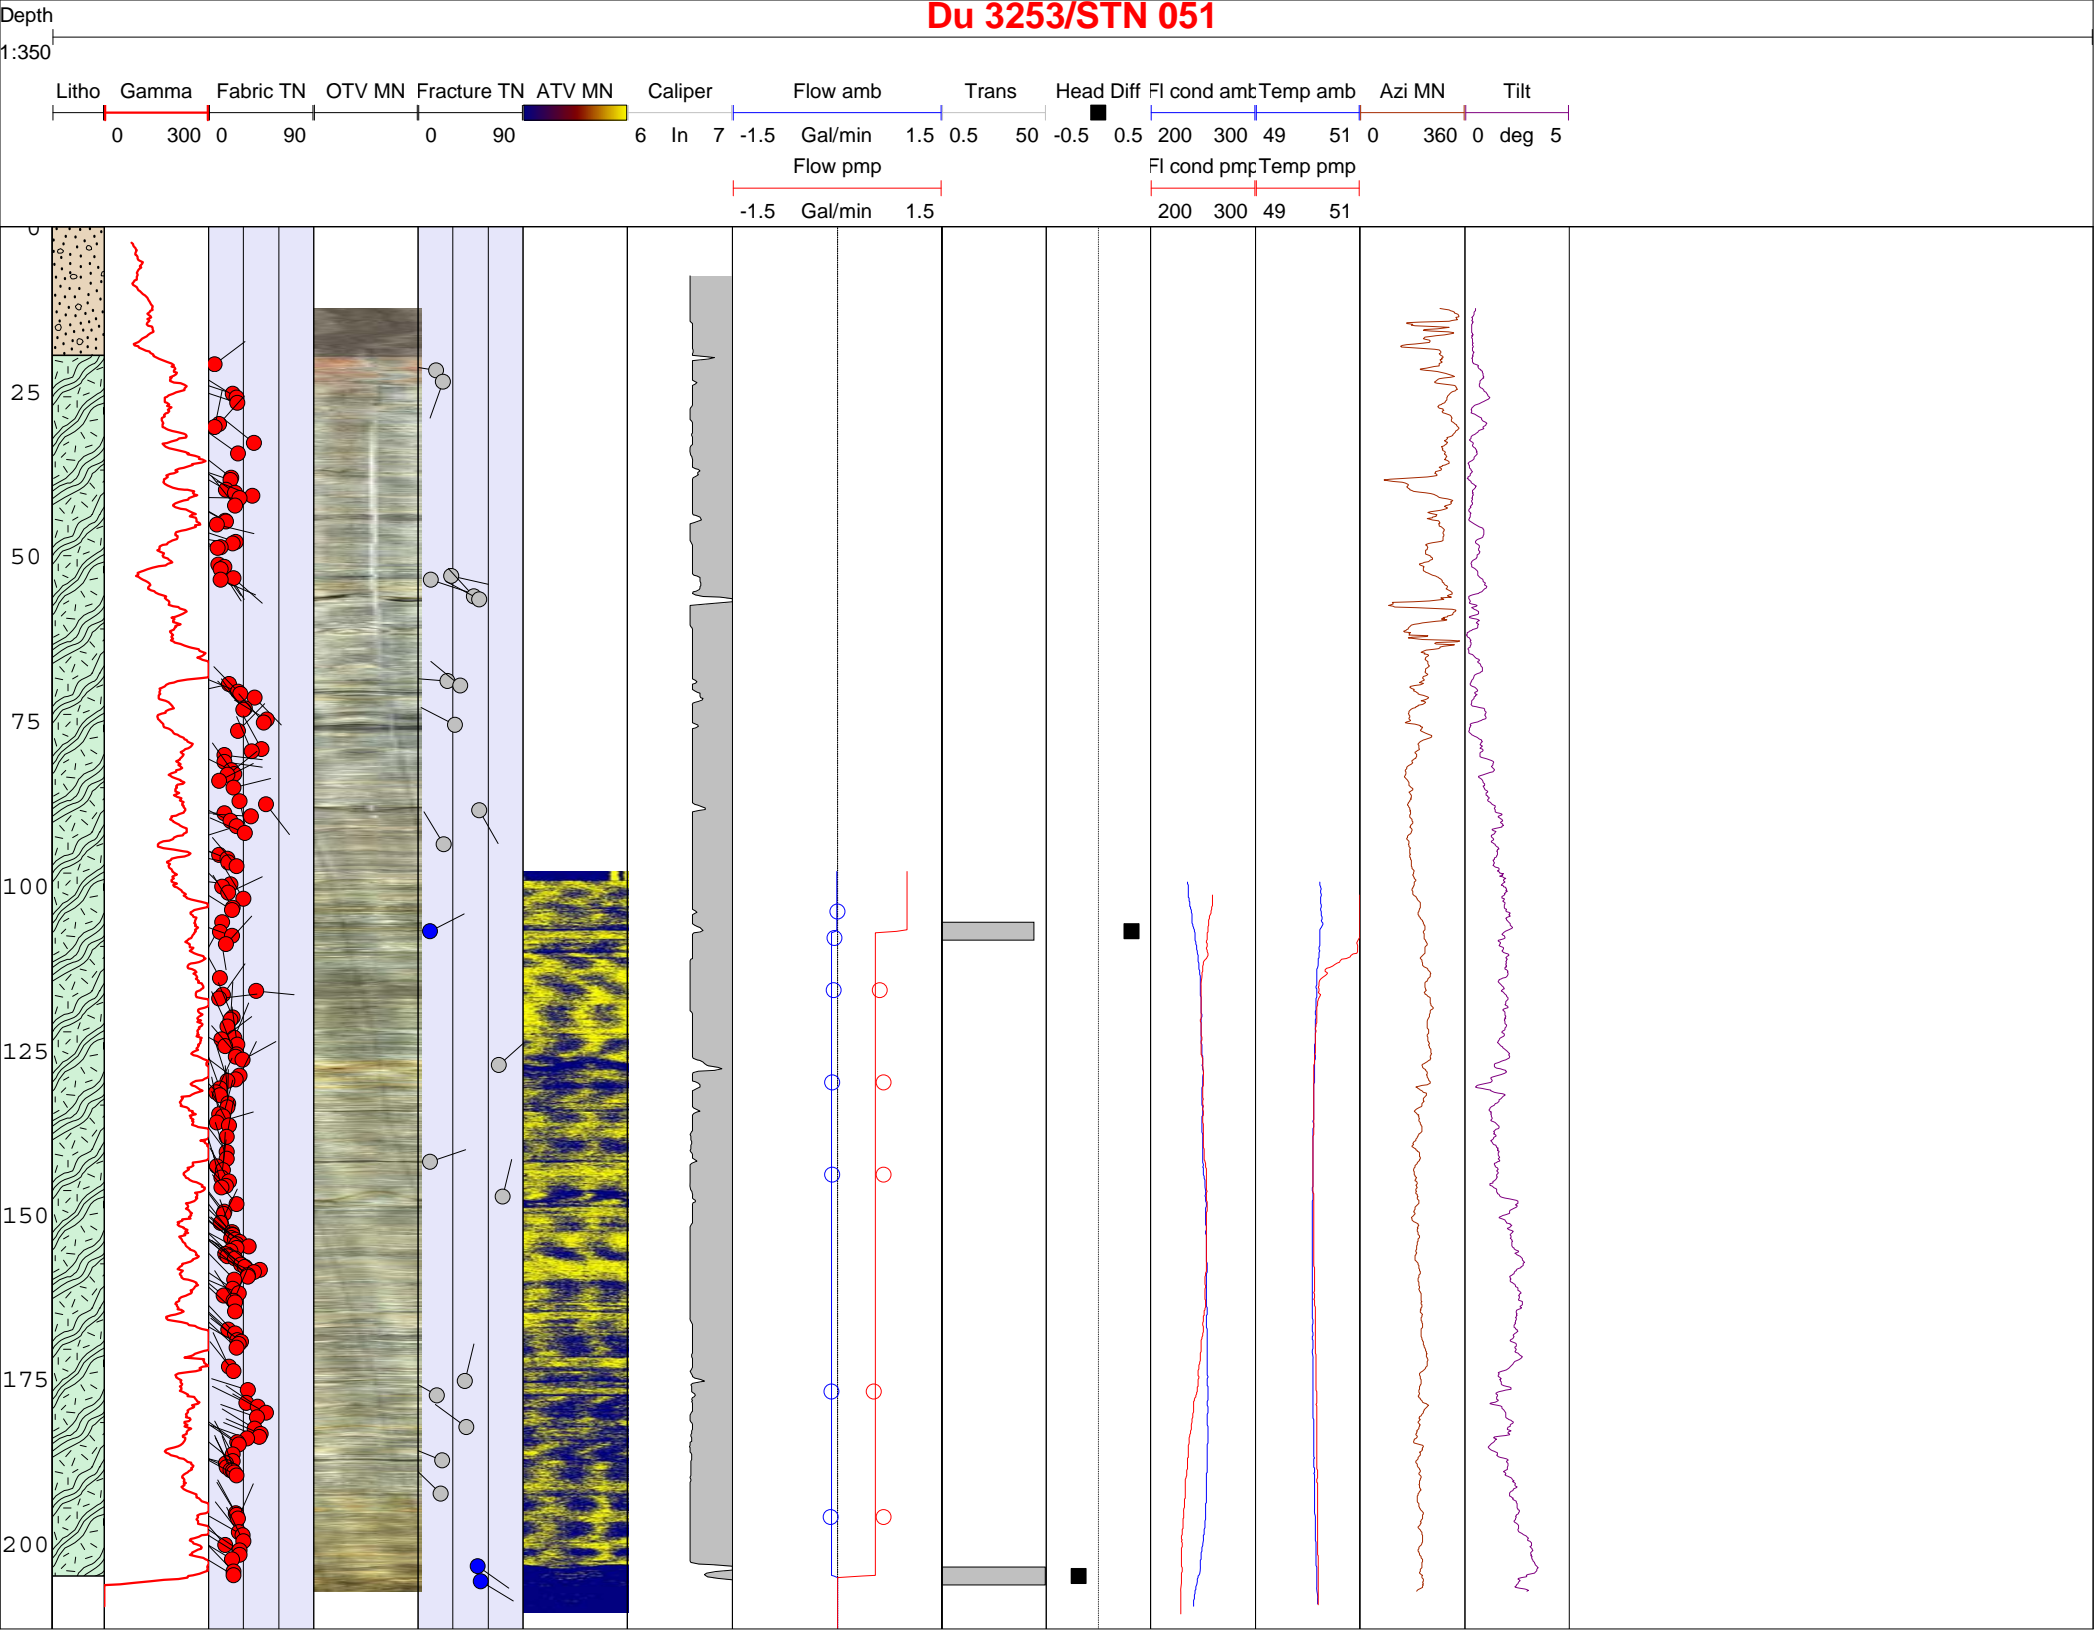 Du 3253/STN 051
Depth
1:350
Litho Gamma Fabric TN OTV MN Fracture TN ATV MN Caliper Flow amb Trans Head Diff Fl cond amb Temp amb Azi MN Tilt
0 300 0 90 0 90 6 In 7 -1.5 Gal/min 1.5 0.5 50 -0.5 0.5 200 300 49 51 0 360 0 deg 5
Flow pmp Fl cond pmp Temp pmp
-1.5 Gal/min 1.5 200 300 49 51
0
25
50
75
100
125
150
175
200